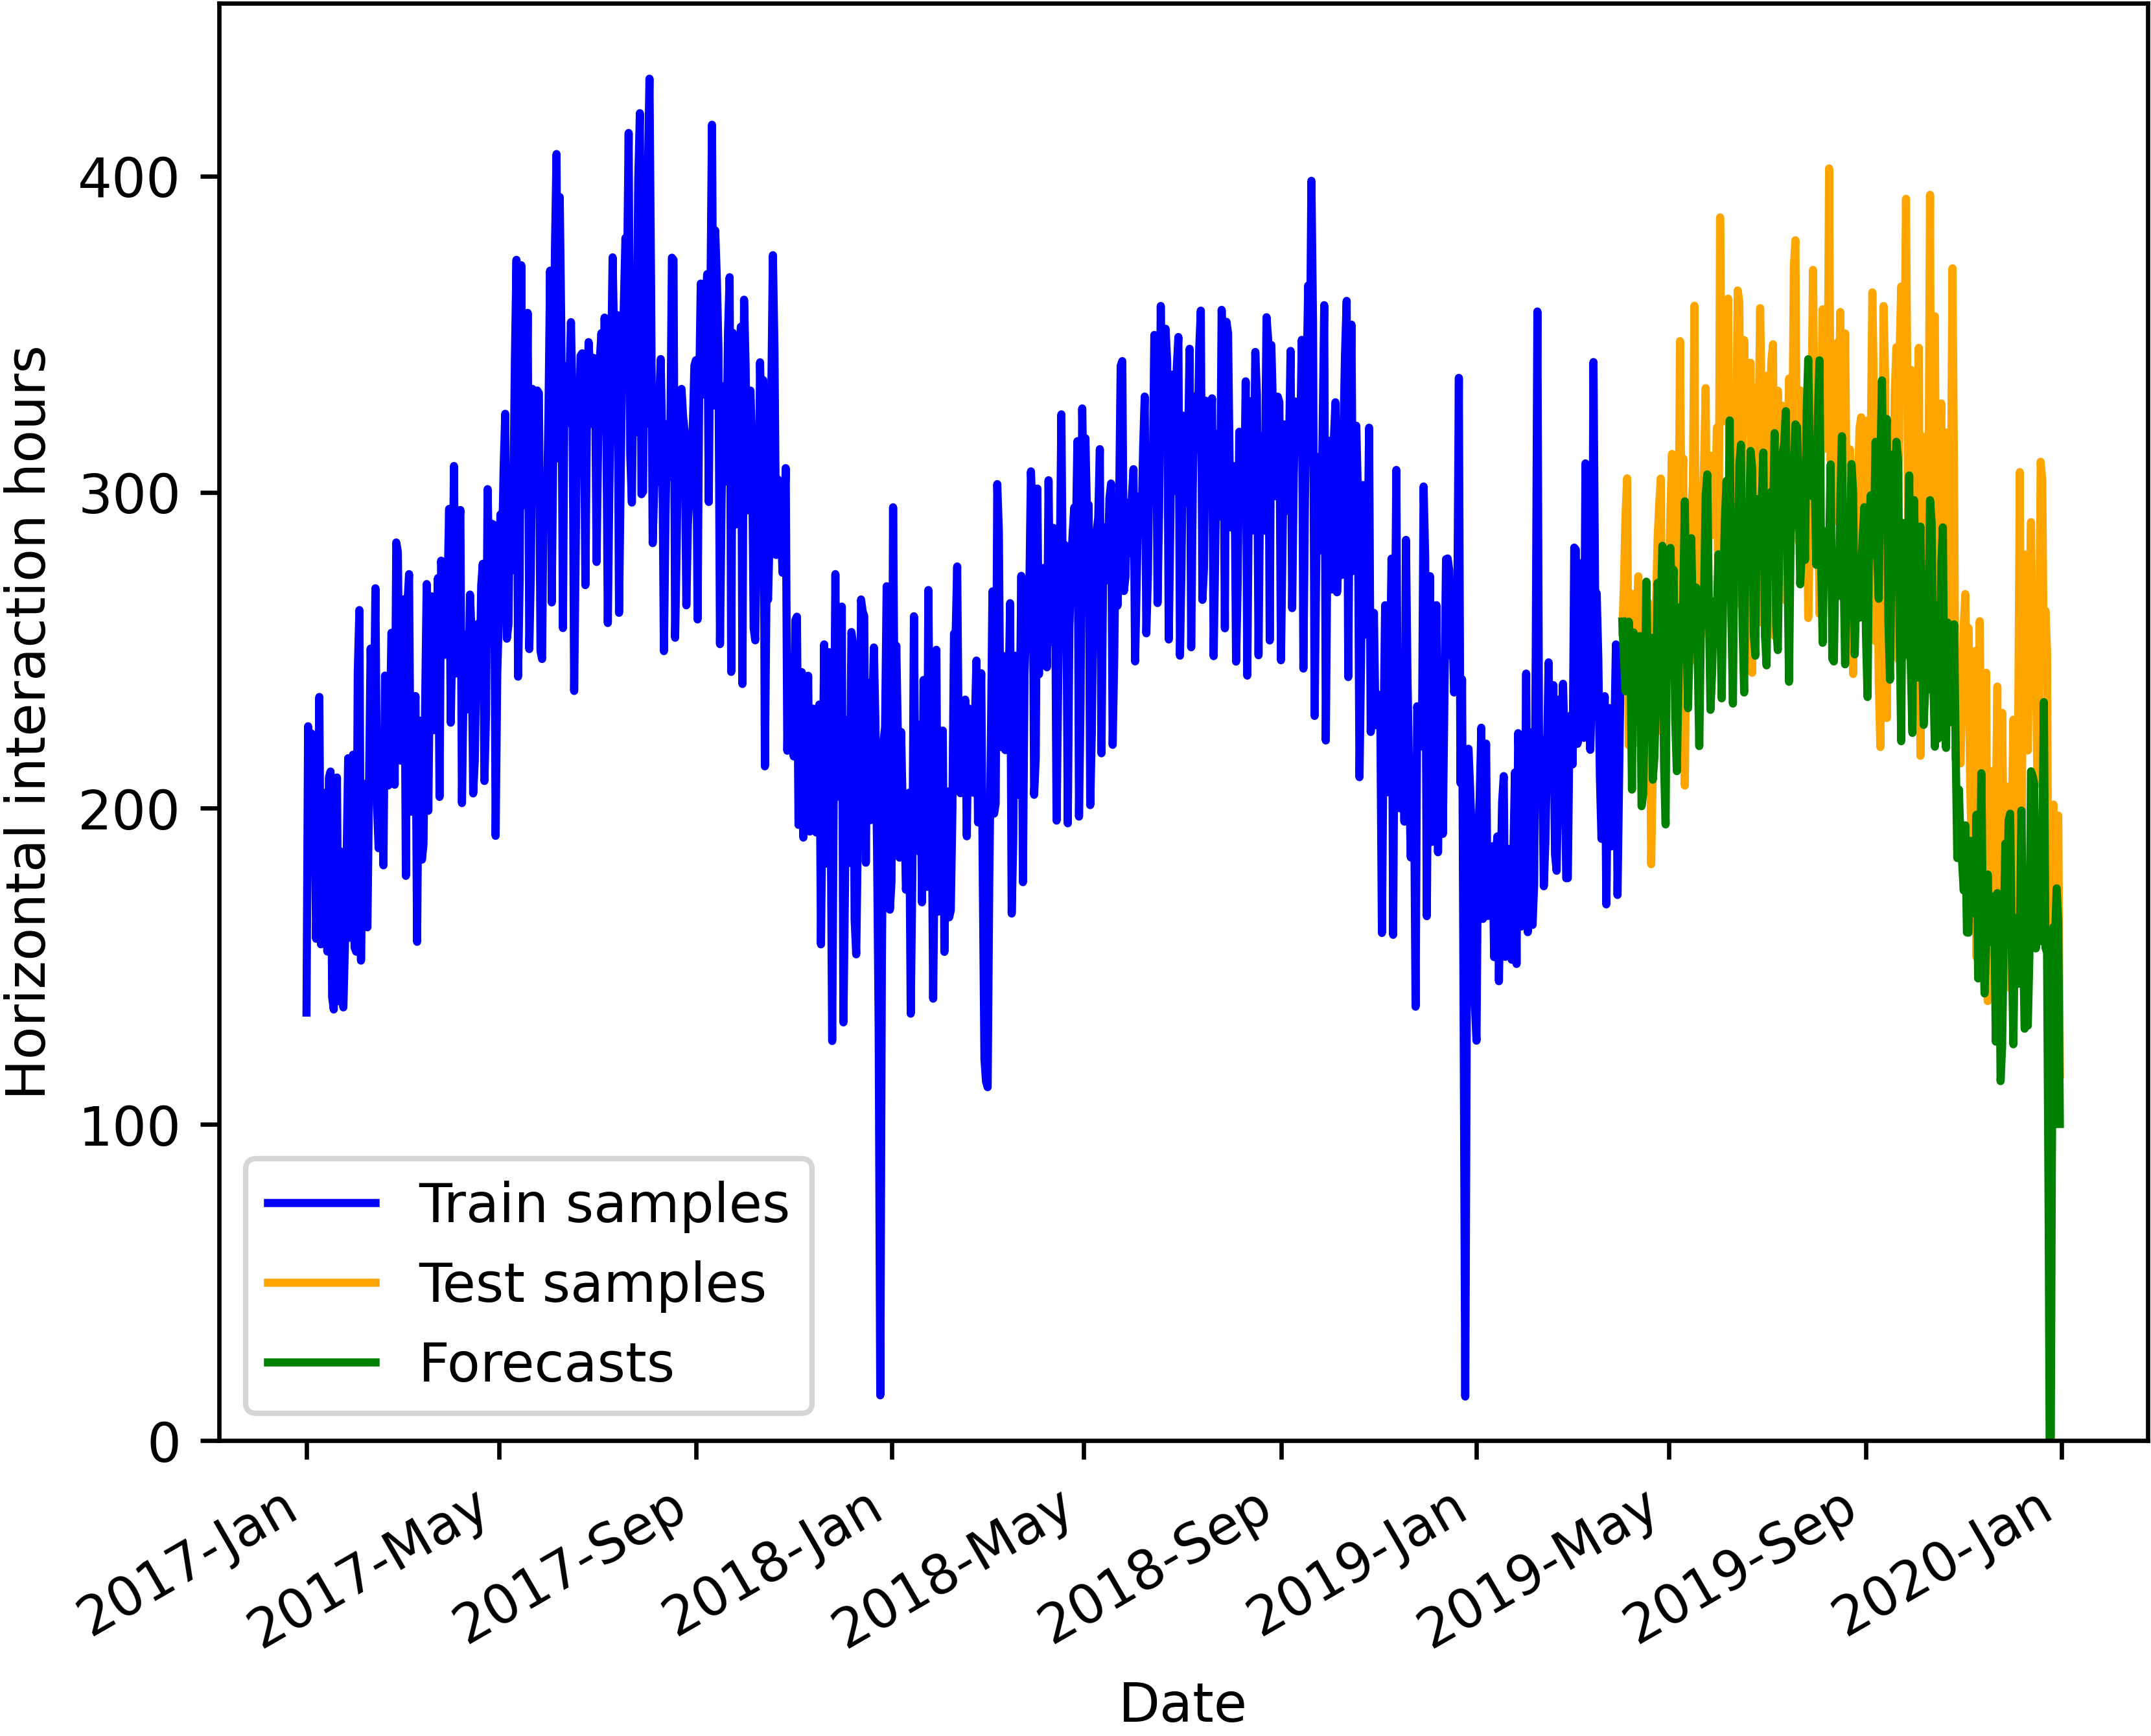 Horizontal interaction hours
400
300
200
100
0
Train samples
Test samples
Forecasts
2017-Jan
2017-May
2017-Sep
2018-Jan
2018-May
2018-Sep
2019-Jan
2019-May
2019-Sep
2020-Jan
Date